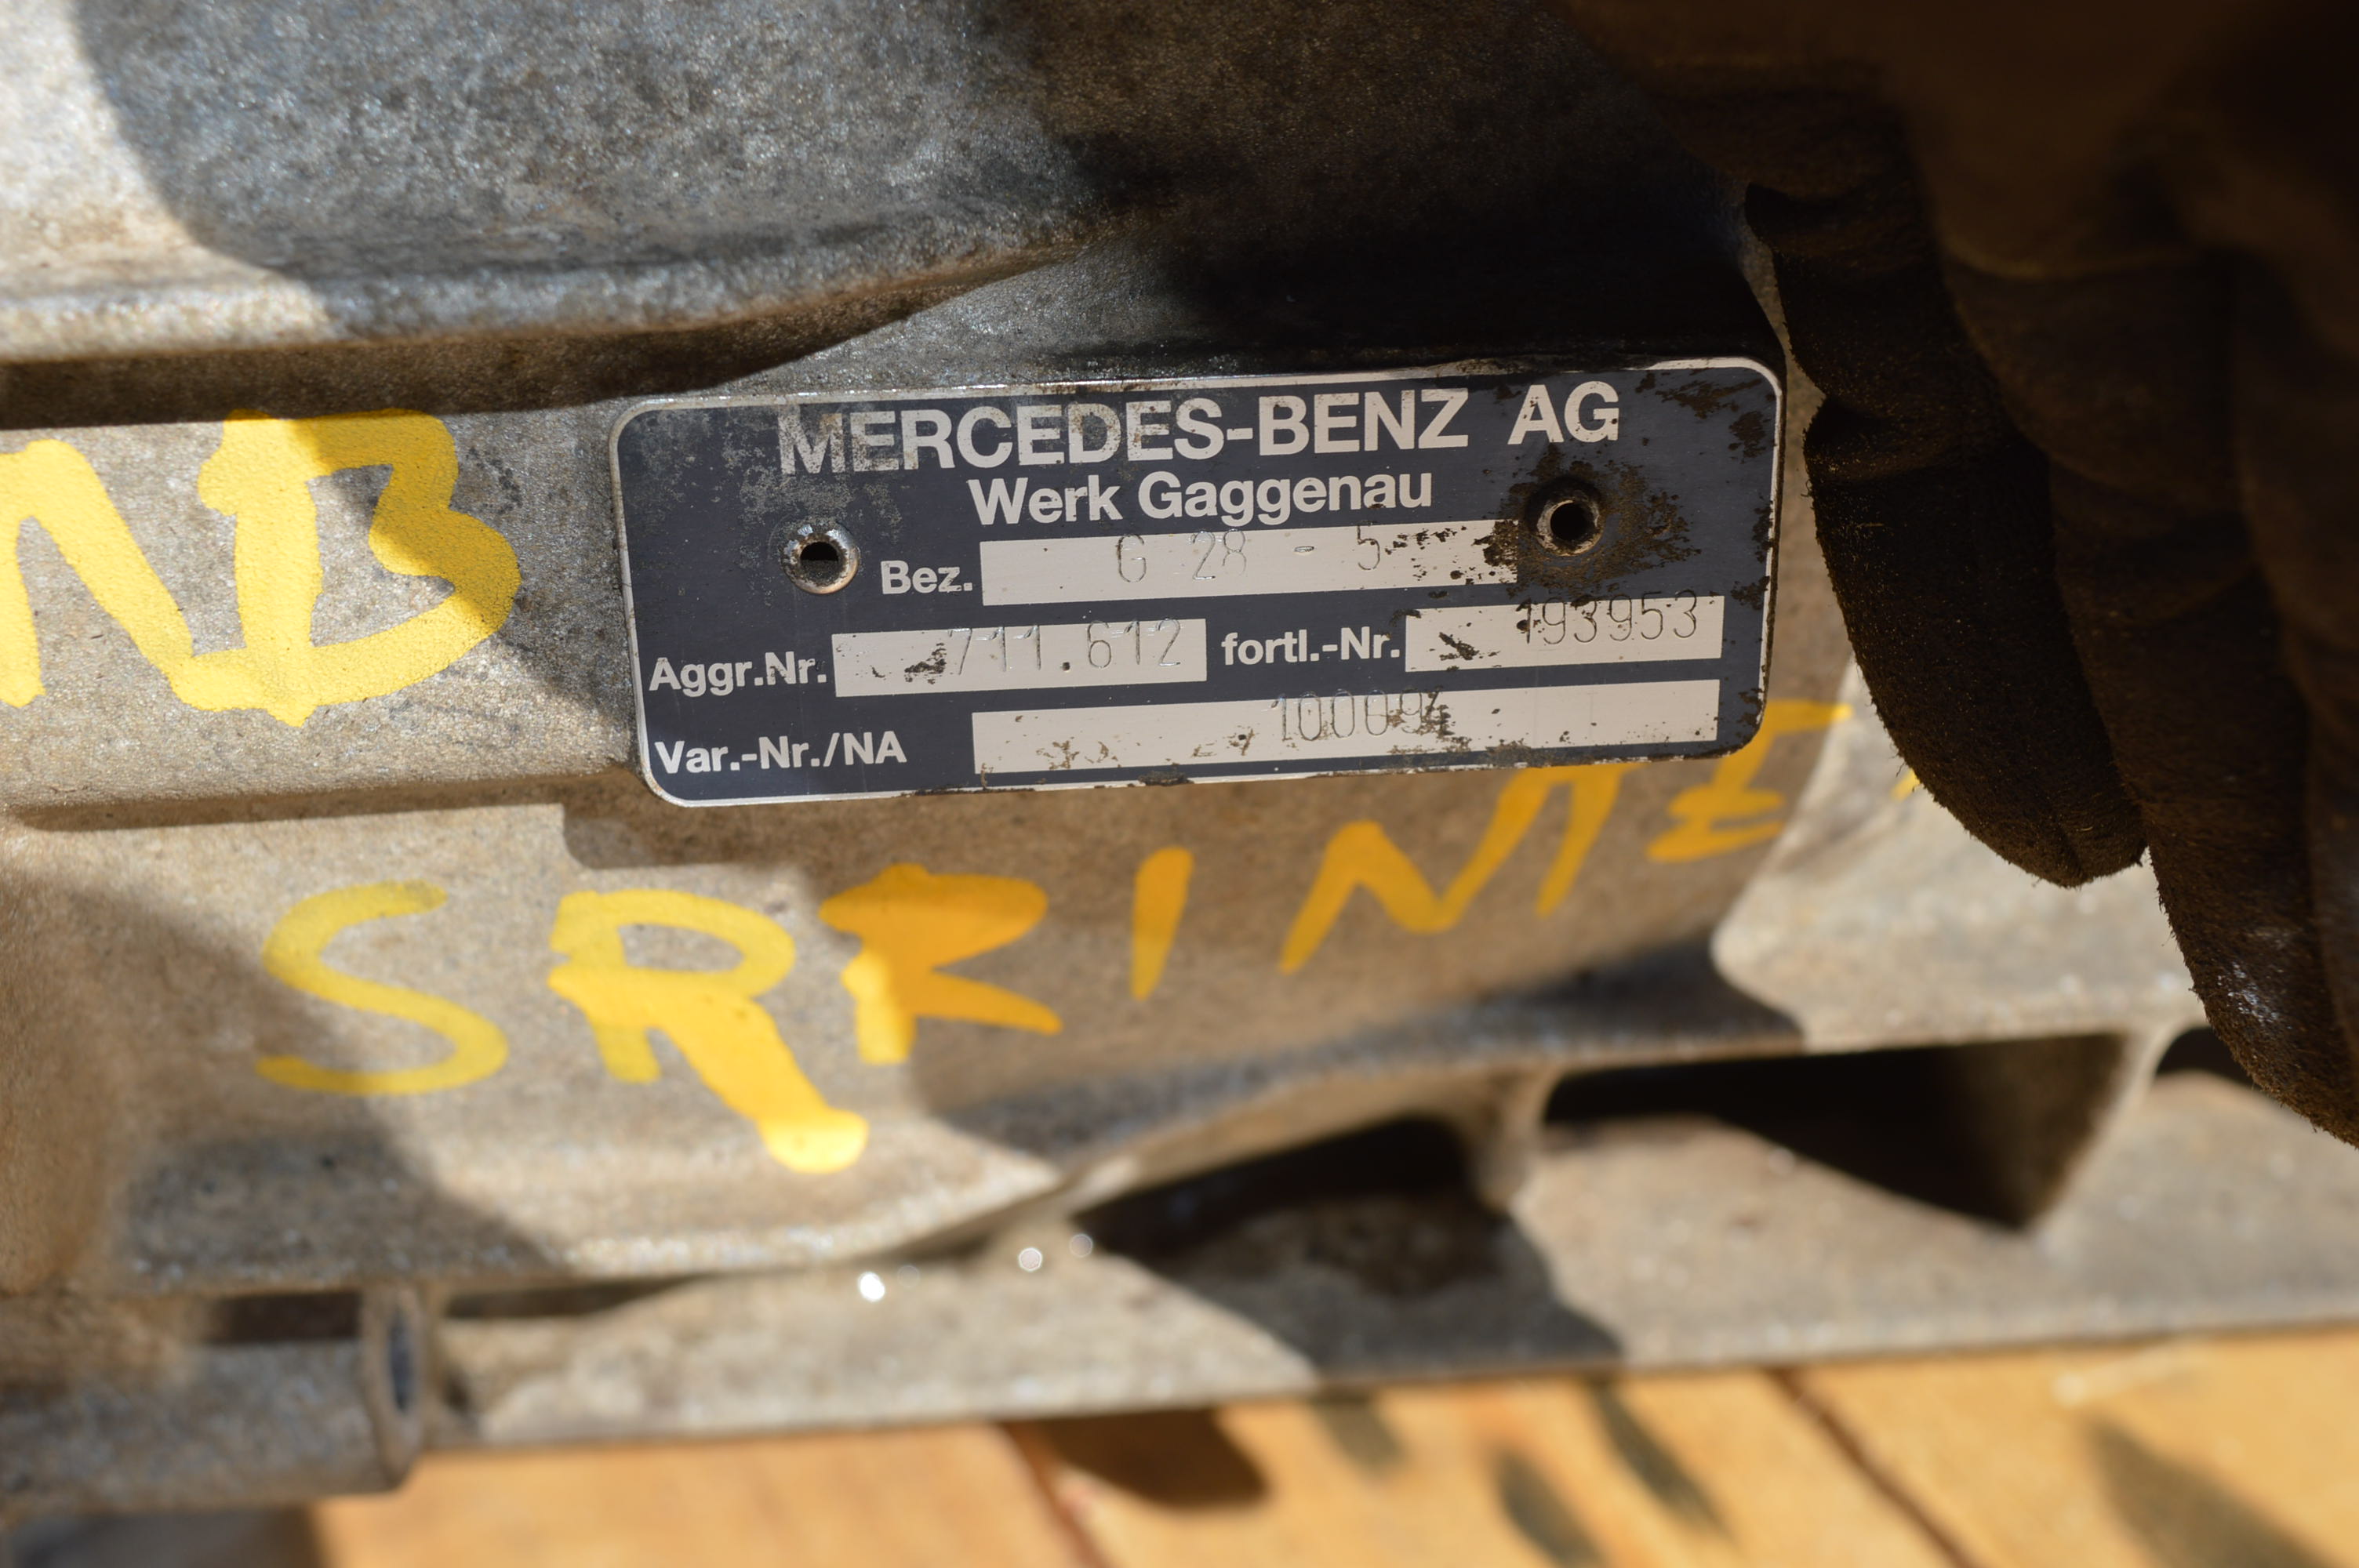 MERCEDES-BENZ AG
Werk Gaggenau
Bez. G 28 - 5
Aggr.Nr. 711.612 fortl.-Nr. 193953
Var.-Nr./NA
MB
SPRINTE